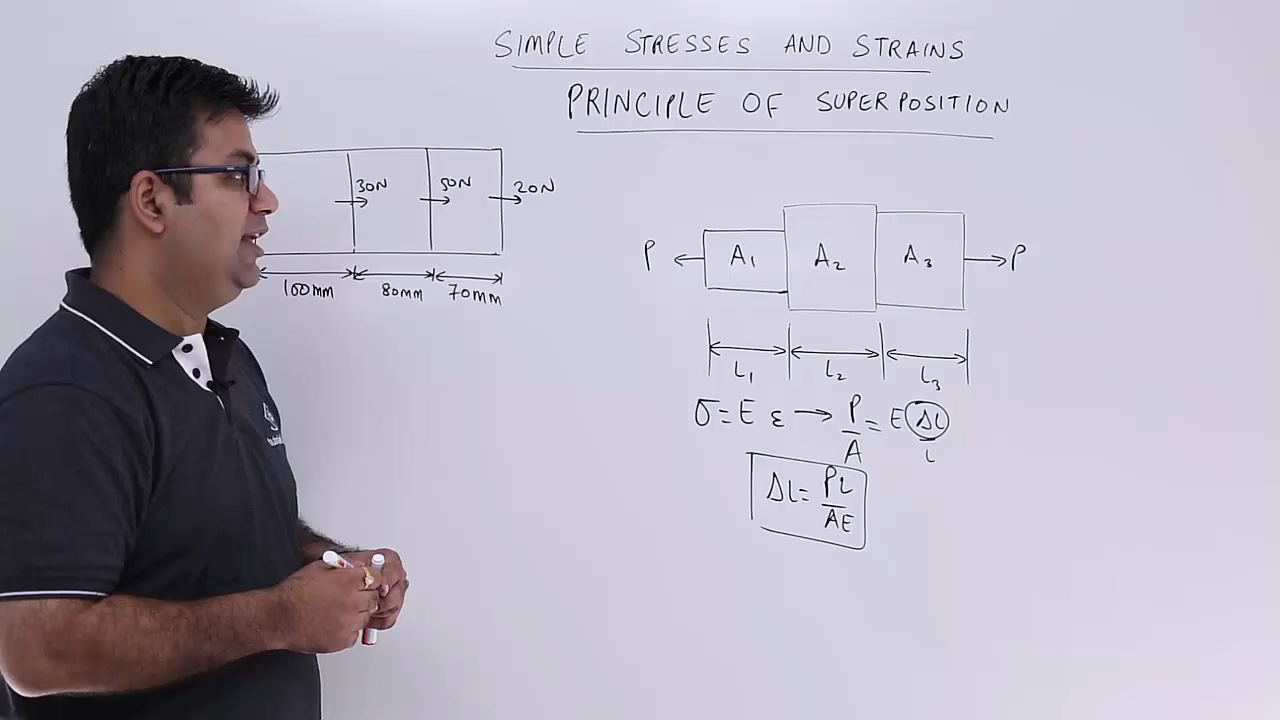 SIMPLE STRESSES AND STRAINS
PRINCIPLE OF SUPERPOSITION
30N 50N 20N
100mm 80mm 70mm
P A₁ A₂ A₃ P
L₁ L₂ L₃
σ = E ε → P/A = E ΔL/L
ΔL = PL/AE